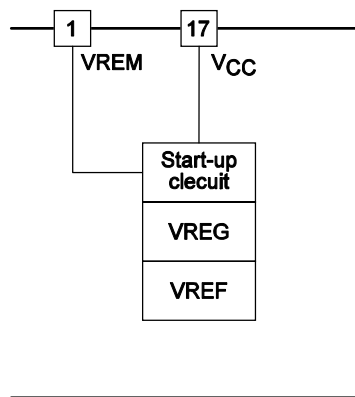 1 17
VREM VCC
Start-up
clecuit
VREG
VREF